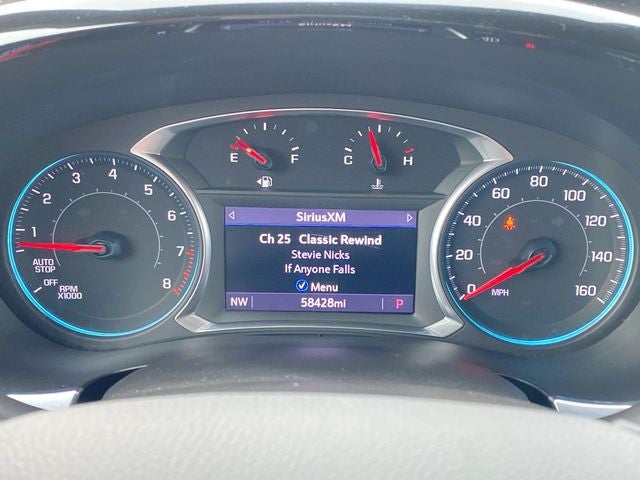 SiriusXM
Ch 25 Classic Rewind
Stevie Nicks
If Anyone Falls
Menu
NW 58428mi P
E F
C H
1 2 3 4 5 6 7 8
AUTO STOP
OFF
RPM X1000
0 20 40 60 80 100 120 140 160
MPH